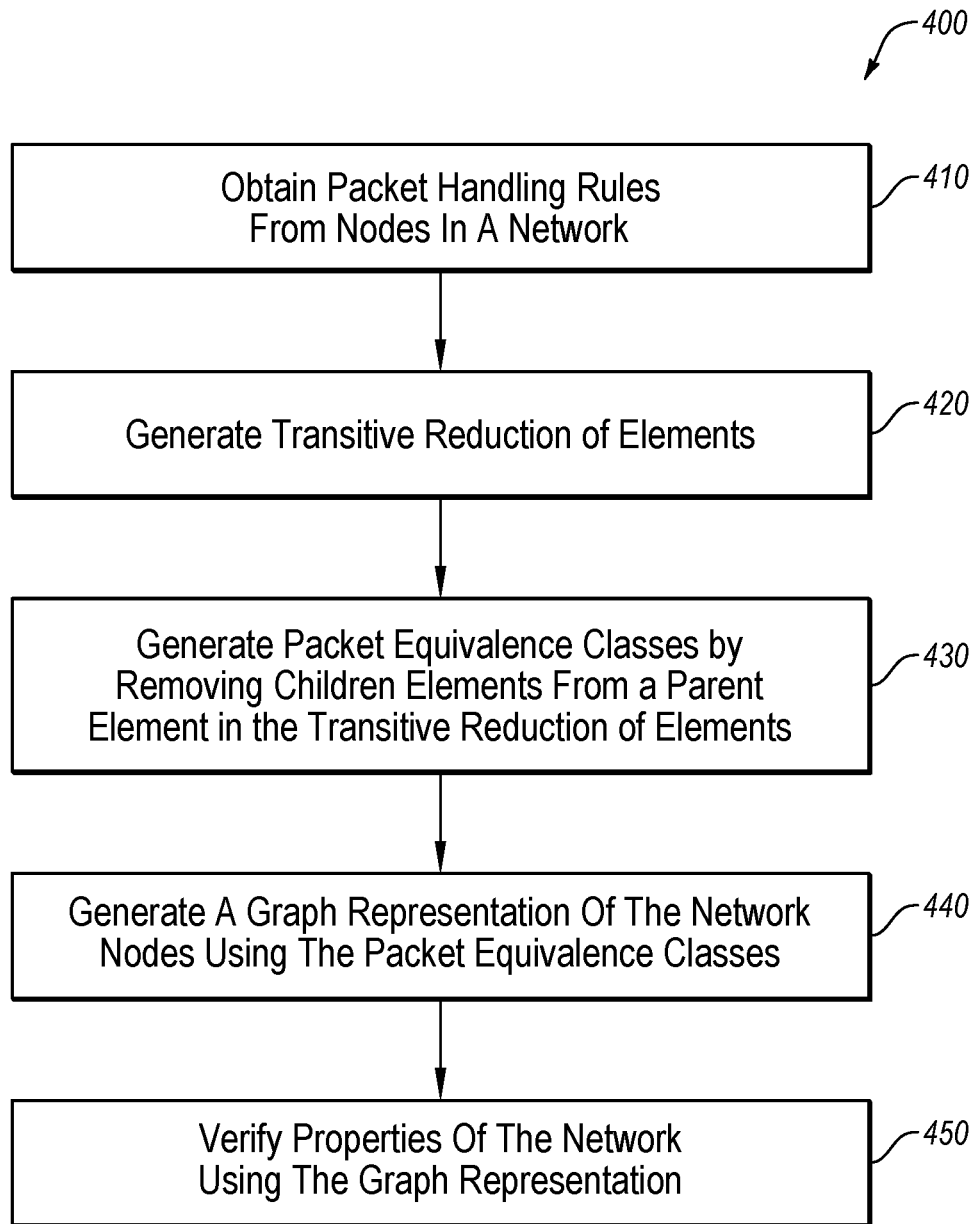 400
Obtain Packet Handling Rules
From Nodes In A Network
410
Generate Transitive Reduction of Elements
420
Generate Packet Equivalence Classes by
Removing Children Elements From a Parent
Element in the Transitive Reduction of Elements
430
Generate A Graph Representation Of The Network
Nodes Using The Packet Equivalence Classes
440
Verify Properties Of The Network
Using The Graph Representation
450